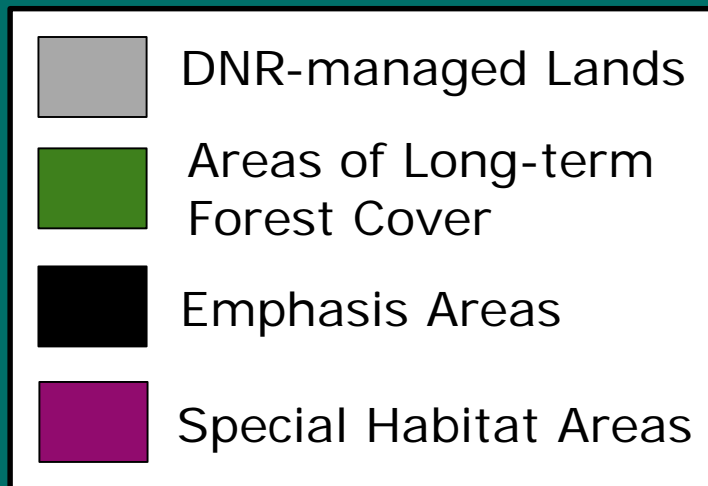 DNR-managed Lands
Areas of Long-term
Forest Cover
Emphasis Areas
Special Habitat Areas